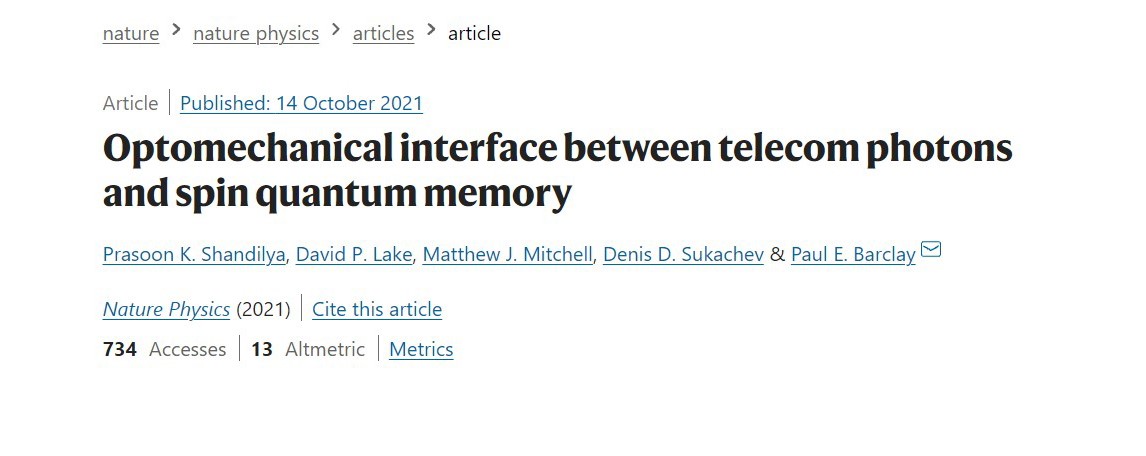 nature > nature physics > articles > article
Article | Published: 14 October 2021
Optomechanical interface between telecom photons
and spin quantum memory
Prasoon K. Shandilya, David P. Lake, Matthew J. Mitchell, Denis D. Sukachev & Paul E. Barclay
Nature Physics (2021) | Cite this article
734 Accesses | 13 Altmetric | Metrics